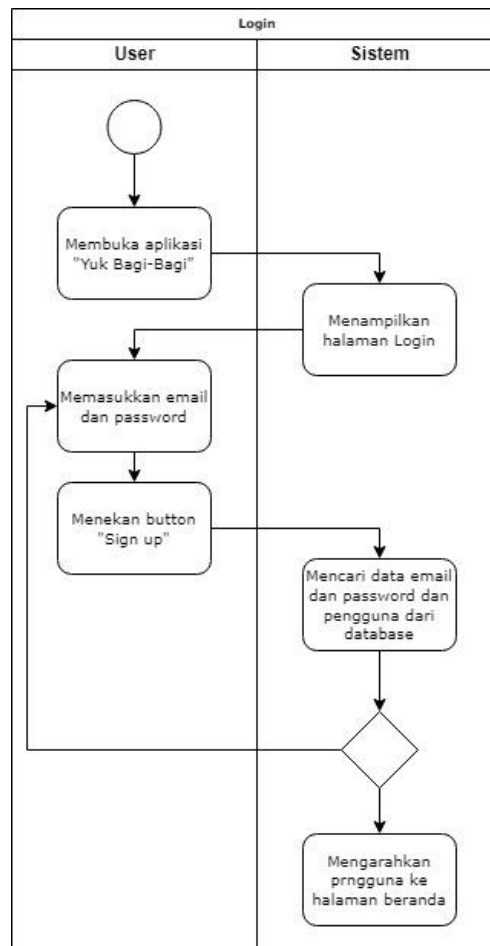 Login
User
Sistem
Membuka aplikasi
"Yuk Bagi-Bagi"
Menampilkan
halaman Login
Memasukkan email
dan password
Menekan button
"Sign up"
Mencari data email
dan password dan
pengguna dari
database
Mengarahkan
prngguna ke
halaman beranda